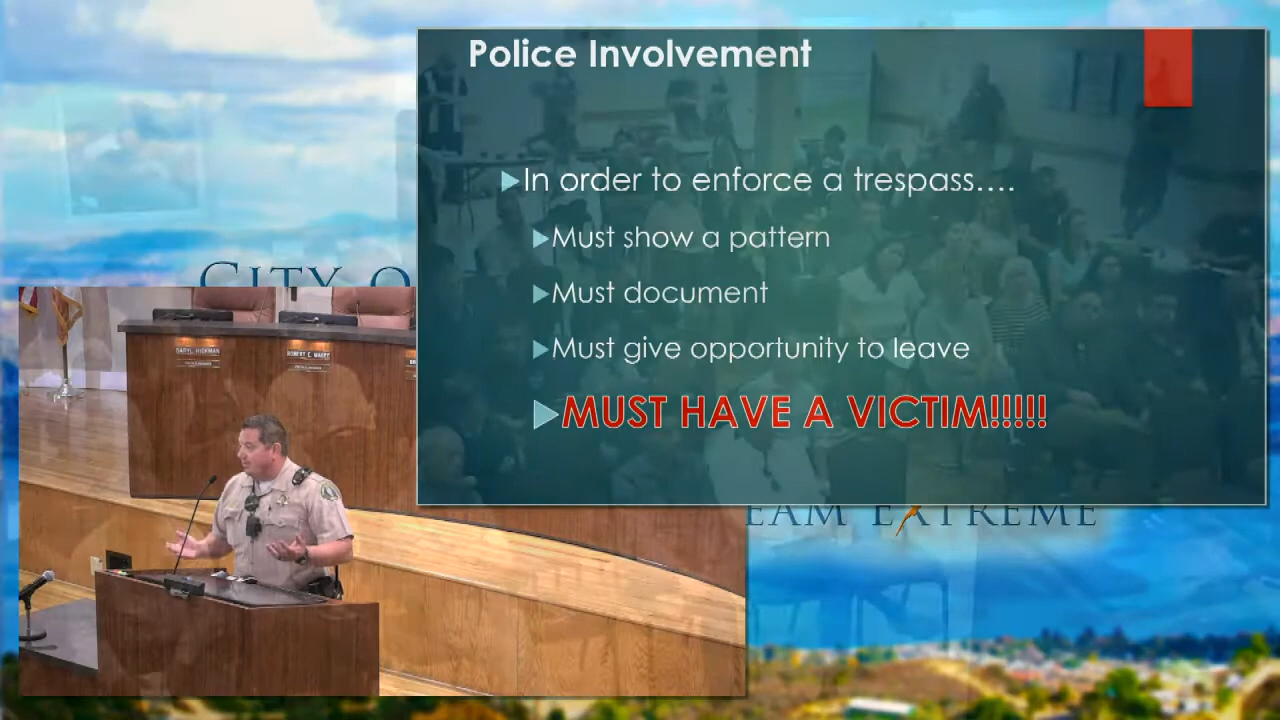 Police Involvement
In order to enforce a trespass....
Must show a pattern
Must document
Must give opportunity to leave
MUST HAVE A VICTIM!!!!!
CITY O
DARYL HICKMAN
ROBERT E. MAGEE
EAM EXTREME